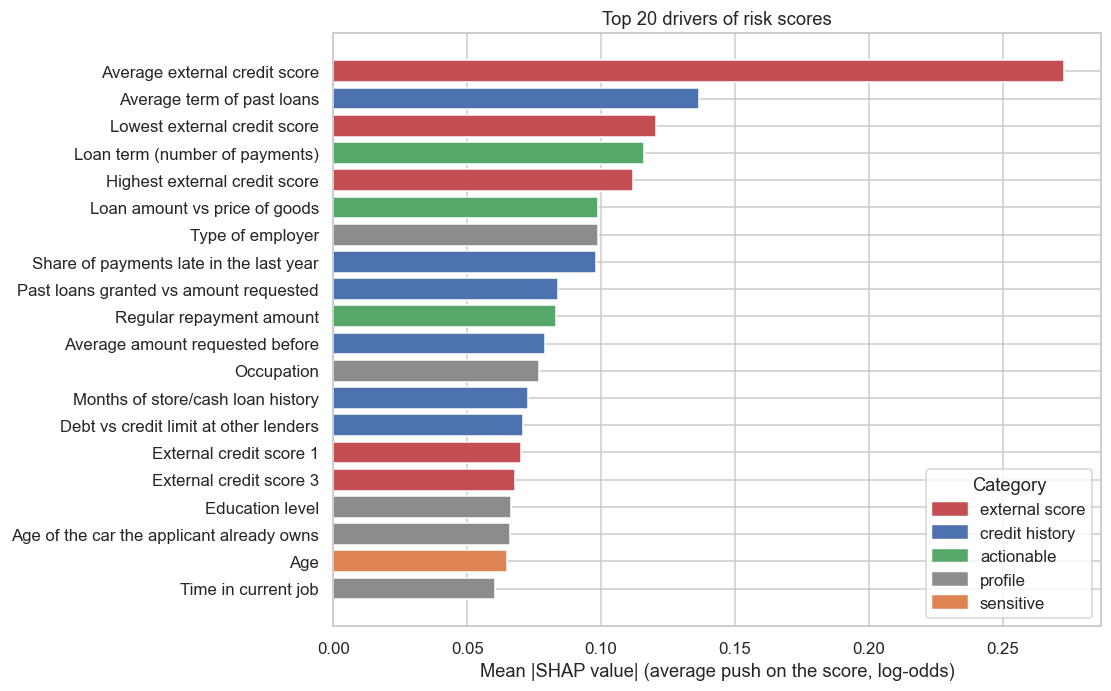 Top 20 drivers of risk scores
Average external credit score
Average term of past loans
Lowest external credit score
Loan term (number of payments)
Highest external credit score
Loan amount vs price of goods
Type of employer
Share of payments late in the last year
Past loans granted vs amount requested
Regular repayment amount
Average amount requested before
Occupation
Months of store/cash loan history
Debt vs credit limit at other lenders
External credit score 1
External credit score 3
Education level
Age of the car the applicant already owns
Age
Time in current job
Category
external score
credit history
actionable
profile
sensitive
0.00 0.05 0.10 0.15 0.20 0.25
Mean |SHAP value| (average push on the score, log-odds)